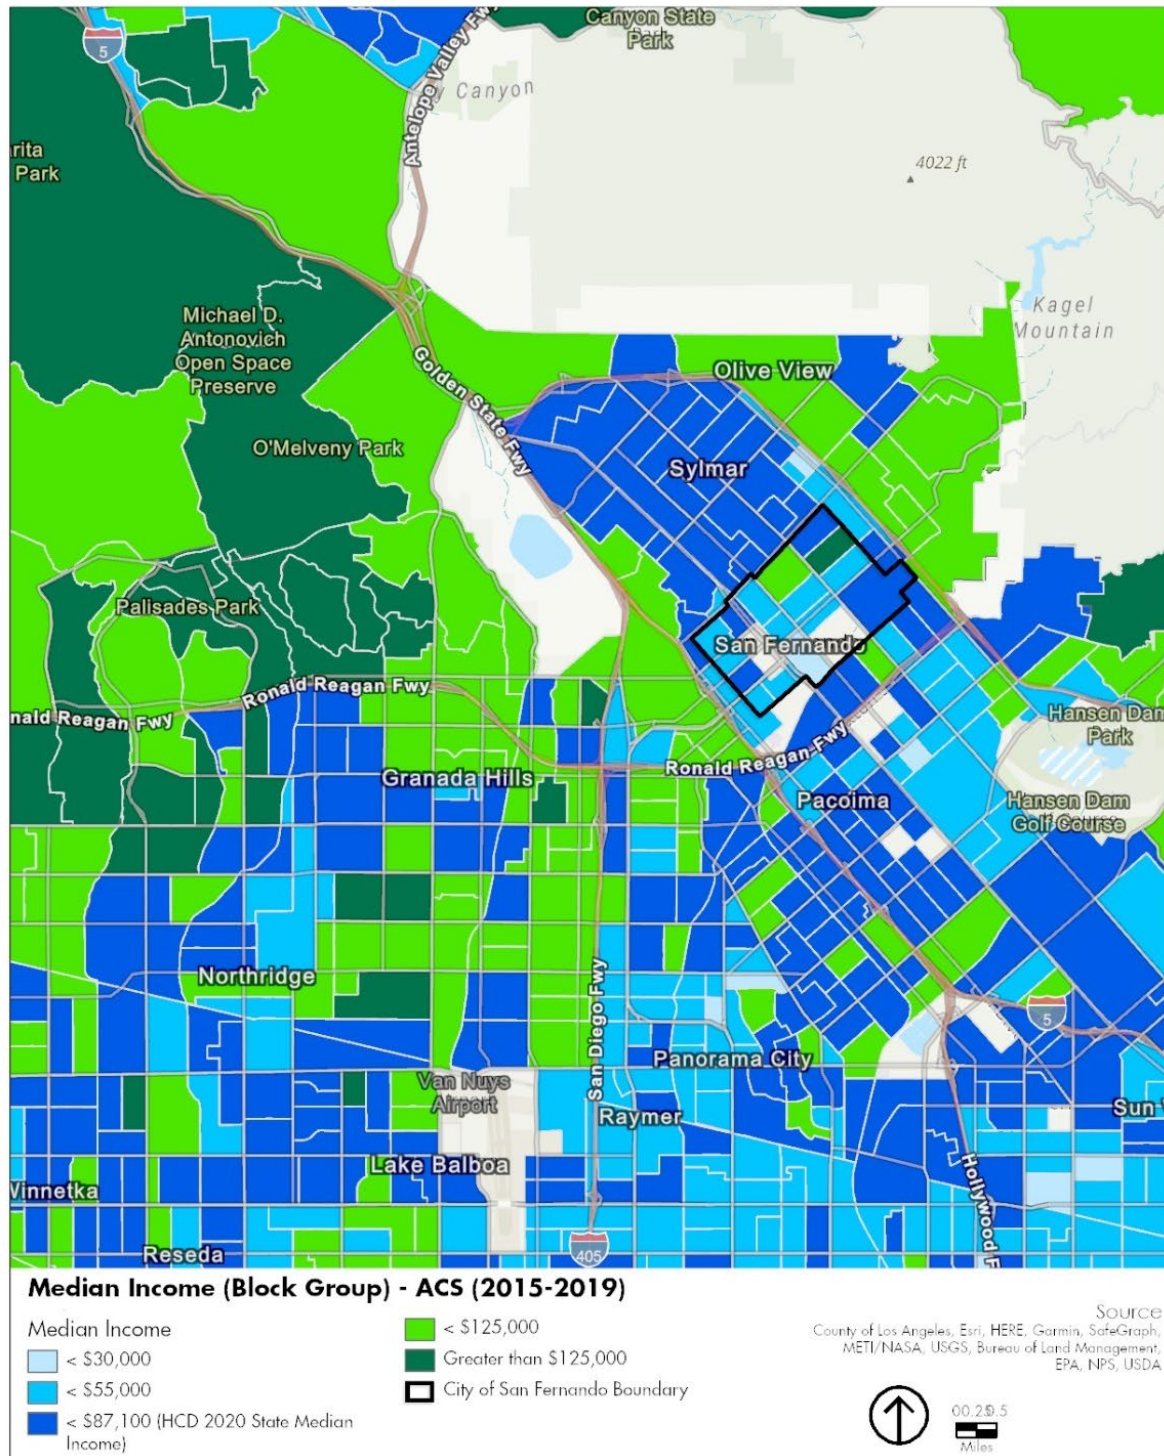 Canyon State
Park
5
Antelope Valley Fwy
y Canyon
rita
Park
4022 ft
Kagel
Mountain
Michael D.
Antonovich
Open Space
Preserve
Golden State Fwy
Olive View
O'Melveny Park
Sylmar
Palisades Park
San Fernando
Ronald Reagan Fwy
nald Reagan Fwy
Hansen Dam
Park
Ronald Reagan Fwy
Granada Hills
Pacoima
Hansen Dam
Golf Course
Northridge
San Diego Fwy
5
Panorama City
Van Nuys
Airport
Raymer
Sun
Lake Balboa
Hollywood F
Winnetka
Reseda
405
Median Income (Block Group) - ACS (2015-2019)
Median Income
< $30,000
< $55,000
< $87,100 (HCD 2020 State Median
Income)
< $125,000
Greater than $125,000
City of San Fernando Boundary
Source
County of Los Angeles, Esri, HERE, Garmin, SafeGraph,
METI/NASA, USGS, Bureau of Land Management,
EPA, NPS, USDA
Miles